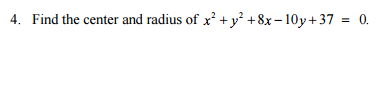 4. Find the center and radius of x² + y² + 8x − 10y + 37 = 0.